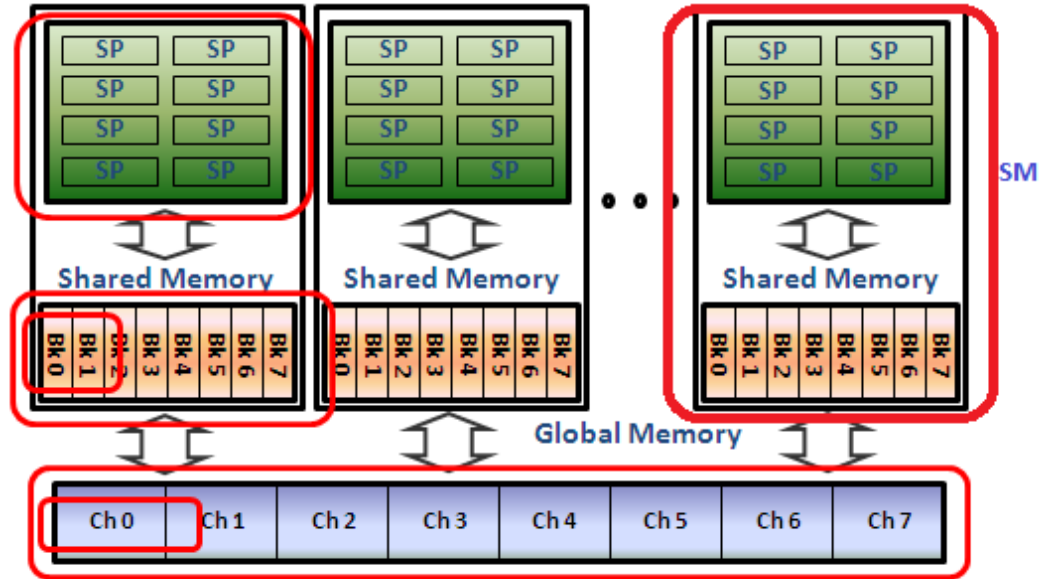 SP SP SP SP SP SP
SP SP SP SP SP SP
SP SP SP SP SP SP
SP SP SP SP SP SP
SM
Shared Memory Shared Memory Shared Memory
Bk 0 Bk 1 Bk 2 Bk 3 Bk 4 Bk 5 Bk 6 Bk 7 Bk 0 Bk 1 Bk 2 Bk 3 Bk 4 Bk 5 Bk 6 Bk 7 Bk 0 Bk 1 Bk 2 Bk 3 Bk 4 Bk 5 Bk 6 Bk 7
Global Memory
Ch 0 Ch 1 Ch 2 Ch 3 Ch 4 Ch 5 Ch 6 Ch 7